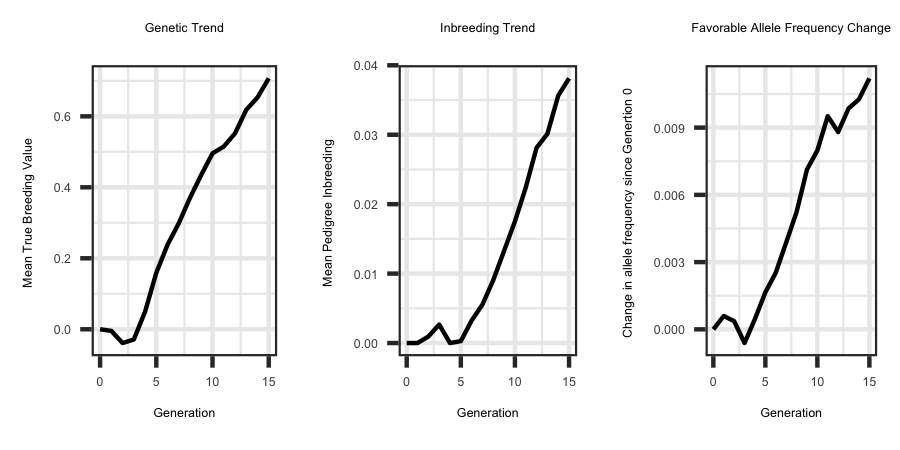 Genetic Trend
Mean True Breeding Value
0.6
0.4
0.2
0.0
0 5 10 15
Generation
Inbreeding Trend
Mean Pedigree Inbreeding
0.04
0.03
0.02
0.01
0.00
0 5 10 15
Generation
Favorable Allele Frequency Change
Change in allele frequency since Genertion 0
0.009
0.006
0.003
0.000
0 5 10 15
Generation